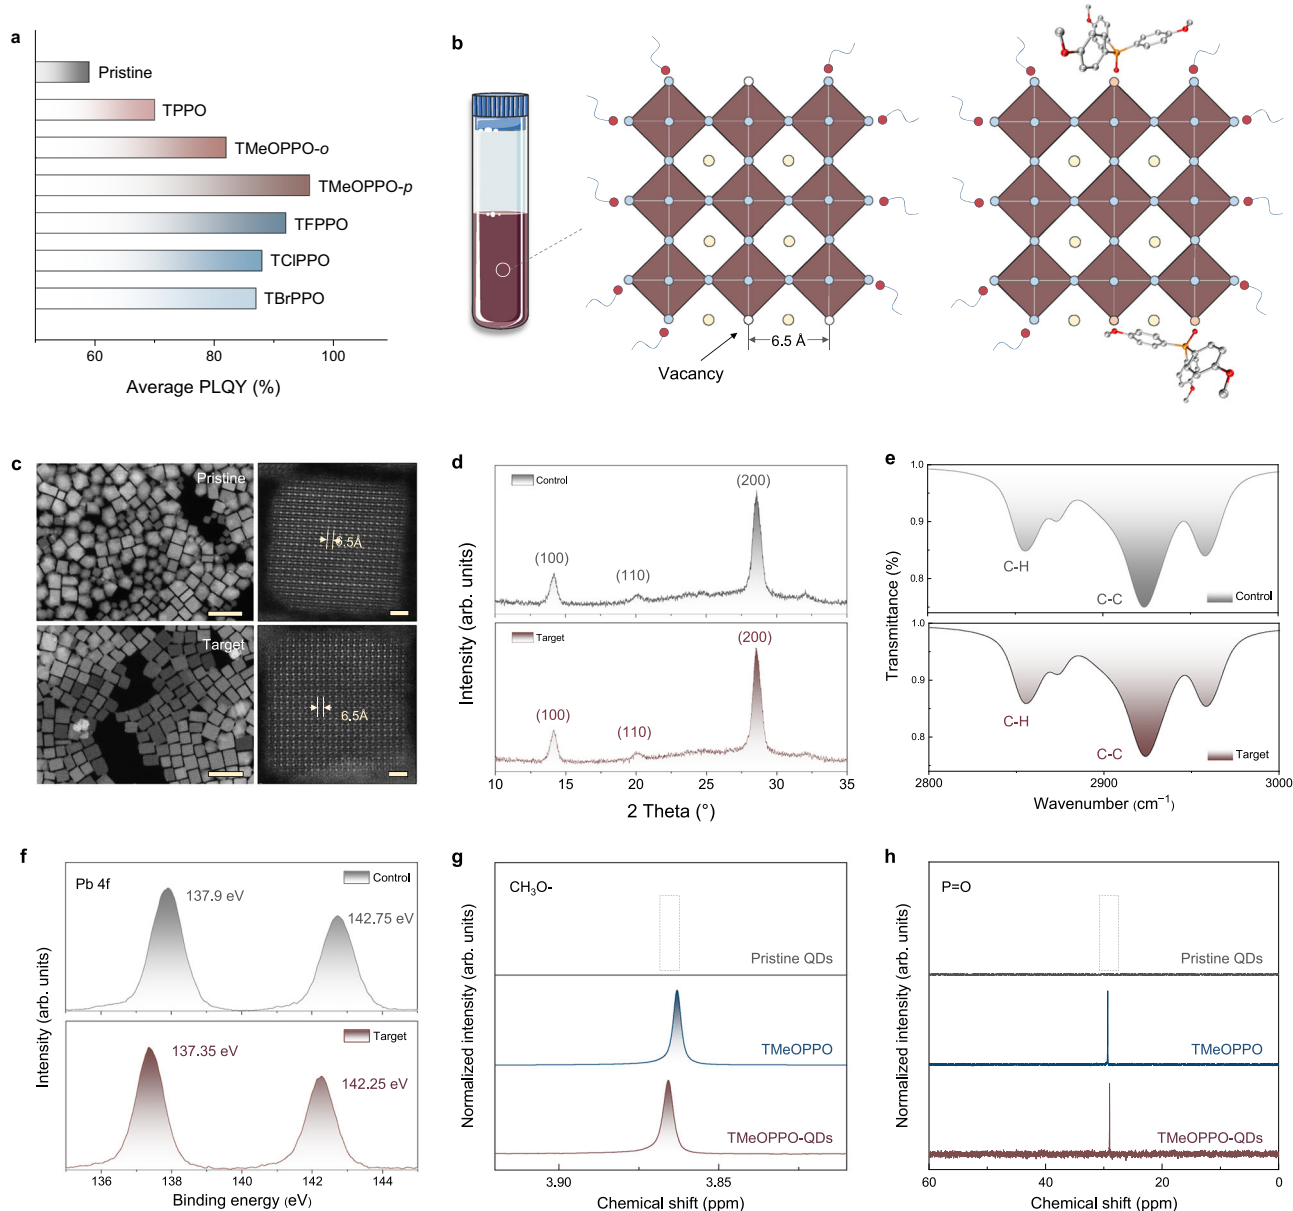 a
Pristine
TPPO
TMeOPPO-o
TMeOPPO-p
TFPPO
TClPPO
TBrPPO
60
80
100
Average PLQY (%)
b
6.5 Å
Vacancy
c
Pristine
6.5Å
Target
6.5Å
d
Control
(200)
(100)
(110)
Target
(200)
(100)
(110)
10
15
20
25
30
35
2 Theta (°)
Intensity (arb. units)
e
1.0
0.9
0.8
C-H
C-C
Control
1.0
0.9
0.8
C-H
C-C
Target
2800
2900
3000
Wavenumber (cm⁻¹)
Transmittance (%)
f
Pb 4f
Control
137.9 eV
142.75 eV
Target
137.35 eV
142.25 eV
136
138
140
142
144
Binding energy (eV)
Intensity (arb. units)
g
CH₃O-
Pristine QDs
TMeOPPO
TMeOPPO-QDs
3.90
3.85
Chemical shift (ppm)
Normalized intensity (arb. units)
h
P=O
Pristine QDs
TMeOPPO
TMeOPPO-QDs
60
40
20
0
Chemical shift (ppm)
Normalized intensity (arb. units)